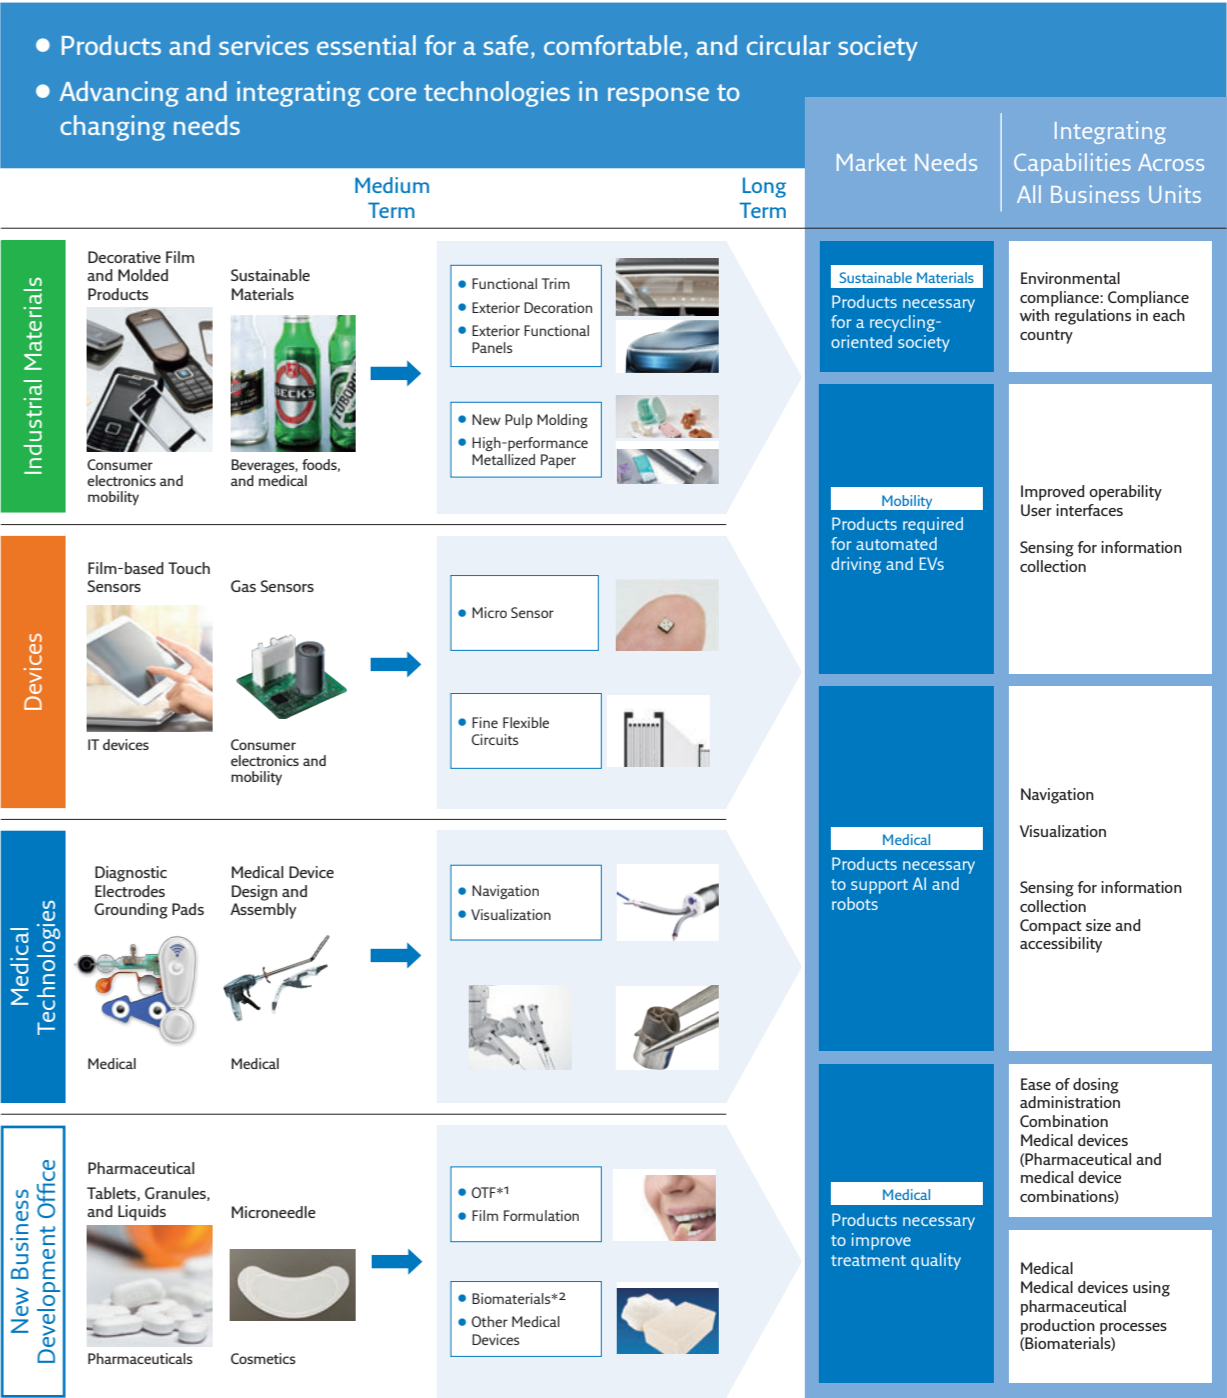 Products and services essential for a safe, comfortable, and circular society
Advancing and integrating core technologies in response to
changing needs
Market Needs
Integrating
Capabilities Across
All Business Units
Medium
Term
Long
Term
Industrial Materials
Decorative Film
and Molded
Products
Consumer
electronics and
mobility
Sustainable
Materials
BECK'S
TUBORG
Beverages, foods,
and medical
Functional Trim
Exterior Decoration
Exterior Functional
Panels
New Pulp Molding
High-performance
Metallized Paper
Devices
Film-based Touch
Sensors
IT devices
Gas Sensors
Consumer
electronics and
mobility
Micro Sensor
Fine Flexible
Circuits
Medical
Technologies
Diagnostic
Electrodes
Grounding Pads
Medical
Medical Device
Design and
Assembly
Medical
Navigation
Visualization
New Business
Development Office
Pharmaceutical
Tablets, Granules,
and Liquids
Pharmaceuticals
Microneedle
Cosmetics
OTF*1
Film Formulation
Biomaterials*2
Other Medical
Devices
Sustainable Materials
Products necessary
for a recycling-
oriented society
Environmental
compliance: Compliance
with regulations in each
country
Mobility
Products required
for automated
driving and EVs
Improved operability
User interfaces
Sensing for information
collection
Medical
Products necessary
to support AI and
robots
Navigation
Visualization
Sensing for information
collection
Compact size and
accessibility
Medical
Products necessary
to improve
treatment quality
Ease of dosing
administration
Combination
Medical devices
(Pharmaceutical and
medical device
combinations)
Medical
Medical devices using
pharmaceutical
production processes
(Biomaterials)